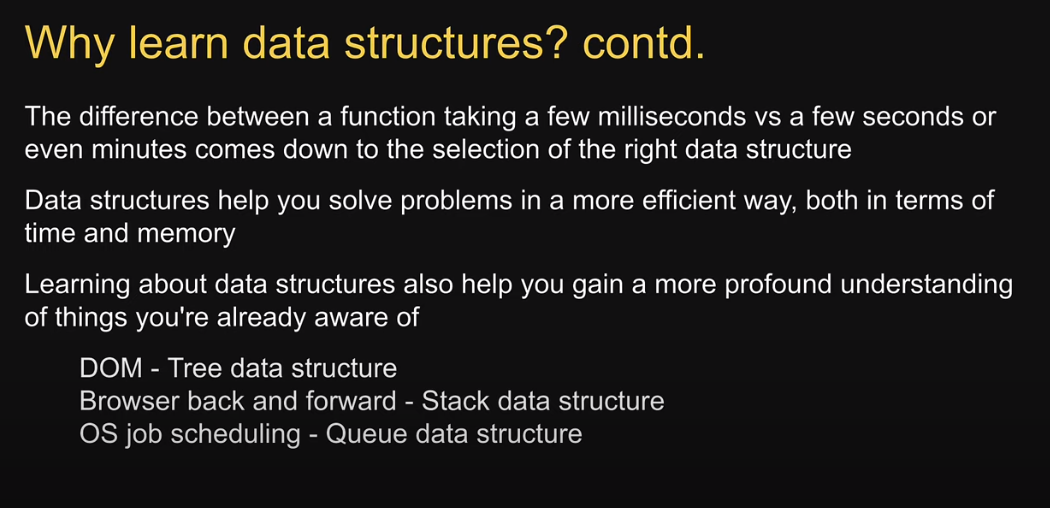 Why learn data structures? contd.
The difference between a function taking a few milliseconds vs a few seconds or
even minutes comes down to the selection of the right data structure
Data structures help you solve problems in a more efficient way, both in terms of
time and memory
Learning about data structures also help you gain a more profound understanding
of things you're already aware of
DOM - Tree data structure
Browser back and forward - Stack data structure
OS job scheduling - Queue data structure